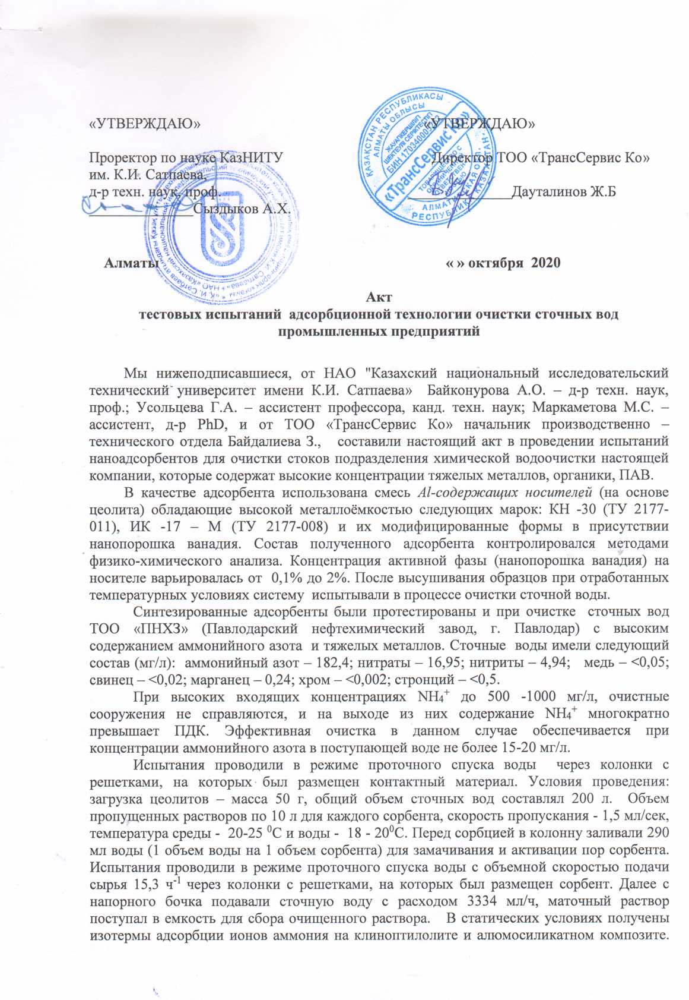 «УТВЕРЖДАЮ» «УТВЕРЖДАЮ»
Проректор по науке КазНИТУ Директор ТОО «ТрансСервис Ко»
им. К.И. Сатпаева,
д-р техн. наук, проф. ______________Дауталинов Ж.Б
______________Сыздыков А.Х.
ҚАЗАҚСТАН РЕСПУБЛИКАСЫ
АЛМАТЫ ОБЛЫСЫ
ЖАУАПКЕРШІЛІГІ
ШЕКТЕУЛІ СЕРІКТЕСТІГІ
«ТрансСервис Ко»
ТОВАРИЩЕСТВО С
АЛМАТИНСКАЯ ОБЛ.
РЕСПУБЛИКА КАЗАХСТАН
Алматы « » октября 2020
Акт
тестовых испытаний адсорбционной технологии очистки сточных вод
промышленных предприятий
Мы нижеподписавшиеся, от НАО "Казахский национальный исследовательский
технический университет имени К.И. Сатпаева» Байконурова А.О. – д-р техн. наук,
проф.; Усольцева Г.А. – ассистент профессора, канд. техн. наук; Маркаметова М.С. –
ассистент, д-р PhD, и от ТОО «ТрансСервис Ко» начальник производственно –
технического отдела Байдалиева З., составили настоящий акт в проведении испытаний
наноадсорбентов для очистки стоков подразделения химической водоочистки настоящей
компании, которые содержат высокие концентрации тяжелых металлов, органики, ПАВ.
В качестве адсорбента использована смесь Al-содержащих носителей (на основе
цеолита) обладающие высокой металлоёмкостью следующих марок: КН -30 (ТУ 2177-
011), ИК -17 – М (ТУ 2177-008) и их модифицированные формы в присутствии
нанопорошка ванадия. Состав полученного адсорбента контролировался методами
физико-химического анализа. Концентрация активной фазы (нанопорошка ванадия) на
носителе варьировалась от 0,1% до 2%. После высушивания образцов при отработанных
температурных условиях систему испытывали в процессе очистки сточной воды.
Синтезированные адсорбенты были протестированы и при очистке сточных вод
ТОО «ПНХЗ» (Павлодарский нефтехимический завод, г. Павлодар) с высоким
содержанием аммонийного азота и тяжелых металлов. Сточные воды имели следующий
состав (мг/л): аммонийный азот – 182,4; нитраты – 16,95; нитриты – 4,94; медь – <0,05;
свинец – <0,02; марганец – 0,24; хром – <0,002; стронций – <0,5.
При высоких входящих концентрациях NH₄⁺ до 500 -1000 мг/л, очистные
сооружения не справляются, и на выходе из них содержание NH₄⁺ многократно
превышает ПДК. Эффективная очистка в данном случае обеспечивается при
концентрации аммонийного азота в поступающей воде не более 15-20 мг/л.
Испытания проводили в режиме проточного спуска воды через колонки с
решетками, на которых был размещен контактный материал. Условия проведения:
загрузка цеолитов – масса 50 г, общий объем сточных вод составлял 200 л. Объем
пропущенных растворов по 10 л для каждого сорбента, скорость пропускания - 1,5 мл/сек,
температура среды - 20-25 ⁰С и воды - 18 - 20⁰С. Перед сорбцией в колонну заливали 290
мл воды (1 объем воды на 1 объем сорбента) для замачивания и активации пор сорбента.
Испытания проводили в режиме проточного спуска воды с объемной скоростью подачи
сырья 15,3 ч⁻¹ через колонки с решетками, на которых был размещен сорбент. Далее с
напорного бочка подавали сточную воду с расходом 3334 мл/ч, маточный раствор
поступал в емкость для сбора очищенного раствора. В статических условиях получены
изотермы адсорбции ионов аммония на клиноптилолите и алюмосиликатном композите.